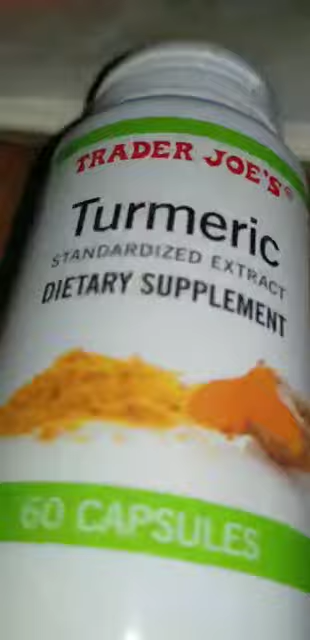 TRADER JOE'S®
Turmeric
STANDARDIZED EXTRACT
DIETARY SUPPLEMENT
60 CAPSULES